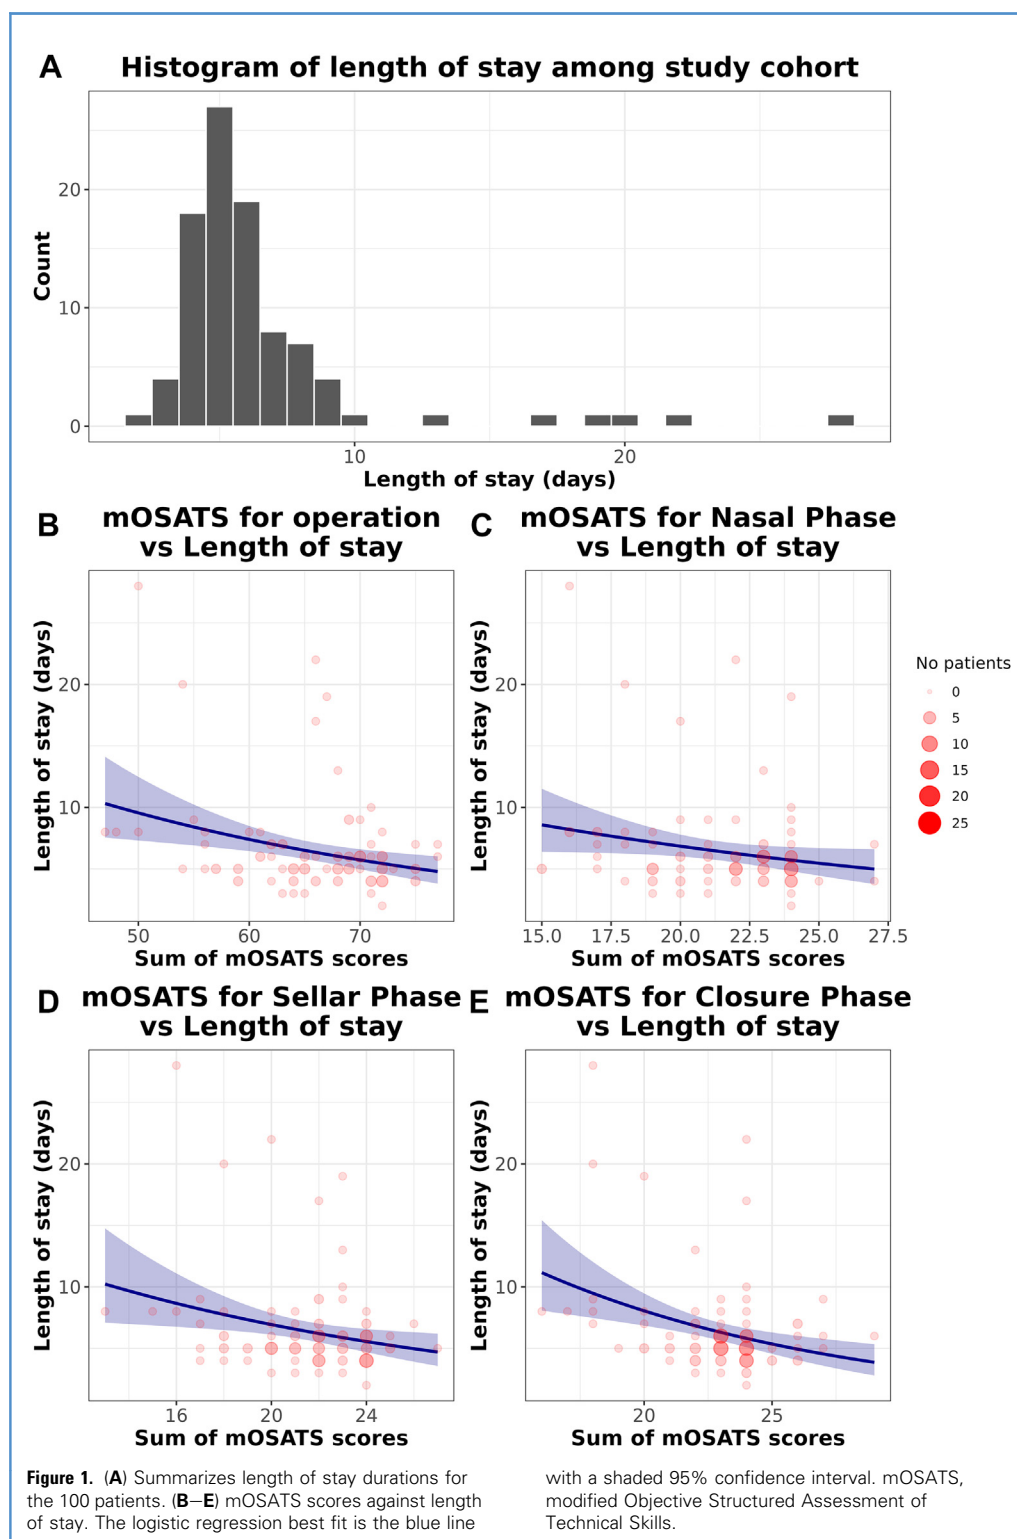 A
Histogram of length of stay among study cohort
Count
20
10
0
10
20
Length of stay (days)
B
mOSATS for operation
vs Length of stay
Length of stay (days)
20
10
50
60
70
Sum of mOSATS scores
C
mOSATS for Nasal Phase
vs Length of stay
Length of stay (days)
20
10
15.0
17.5
20.0
22.5
25.0
27.5
Sum of mOSATS scores
No patients
0
5
10
15
20
25
D
mOSATS for Sellar Phase
vs Length of stay
Length of stay (days)
20
10
16
20
24
Sum of mOSATS scores
E
mOSATS for Closure Phase
vs Length of stay
Length of stay (days)
20
10
20
25
Sum of mOSATS scores
Figure 1. (A) Summarizes length of stay durations for
the 100 patients. (B–E) mOSATS scores against length
of stay. The logistic regression best fit is the blue line
with a shaded 95% confidence interval. mOSATS,
modified Objective Structured Assessment of
Technical Skills.